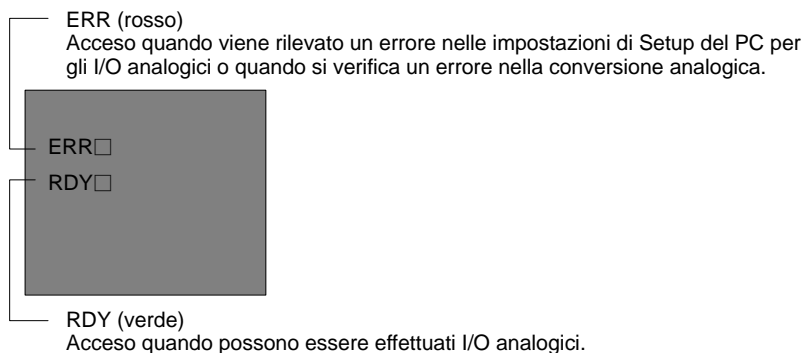 ERR (rosso)
Acceso quando viene rilevato un errore nelle impostazioni di Setup del PC per
gli I/O analogici o quando si verifica un errore nella conversione analogica.
ERR□
RDY□
RDY (verde)
Acceso quando possono essere effettuati I/O analogici.